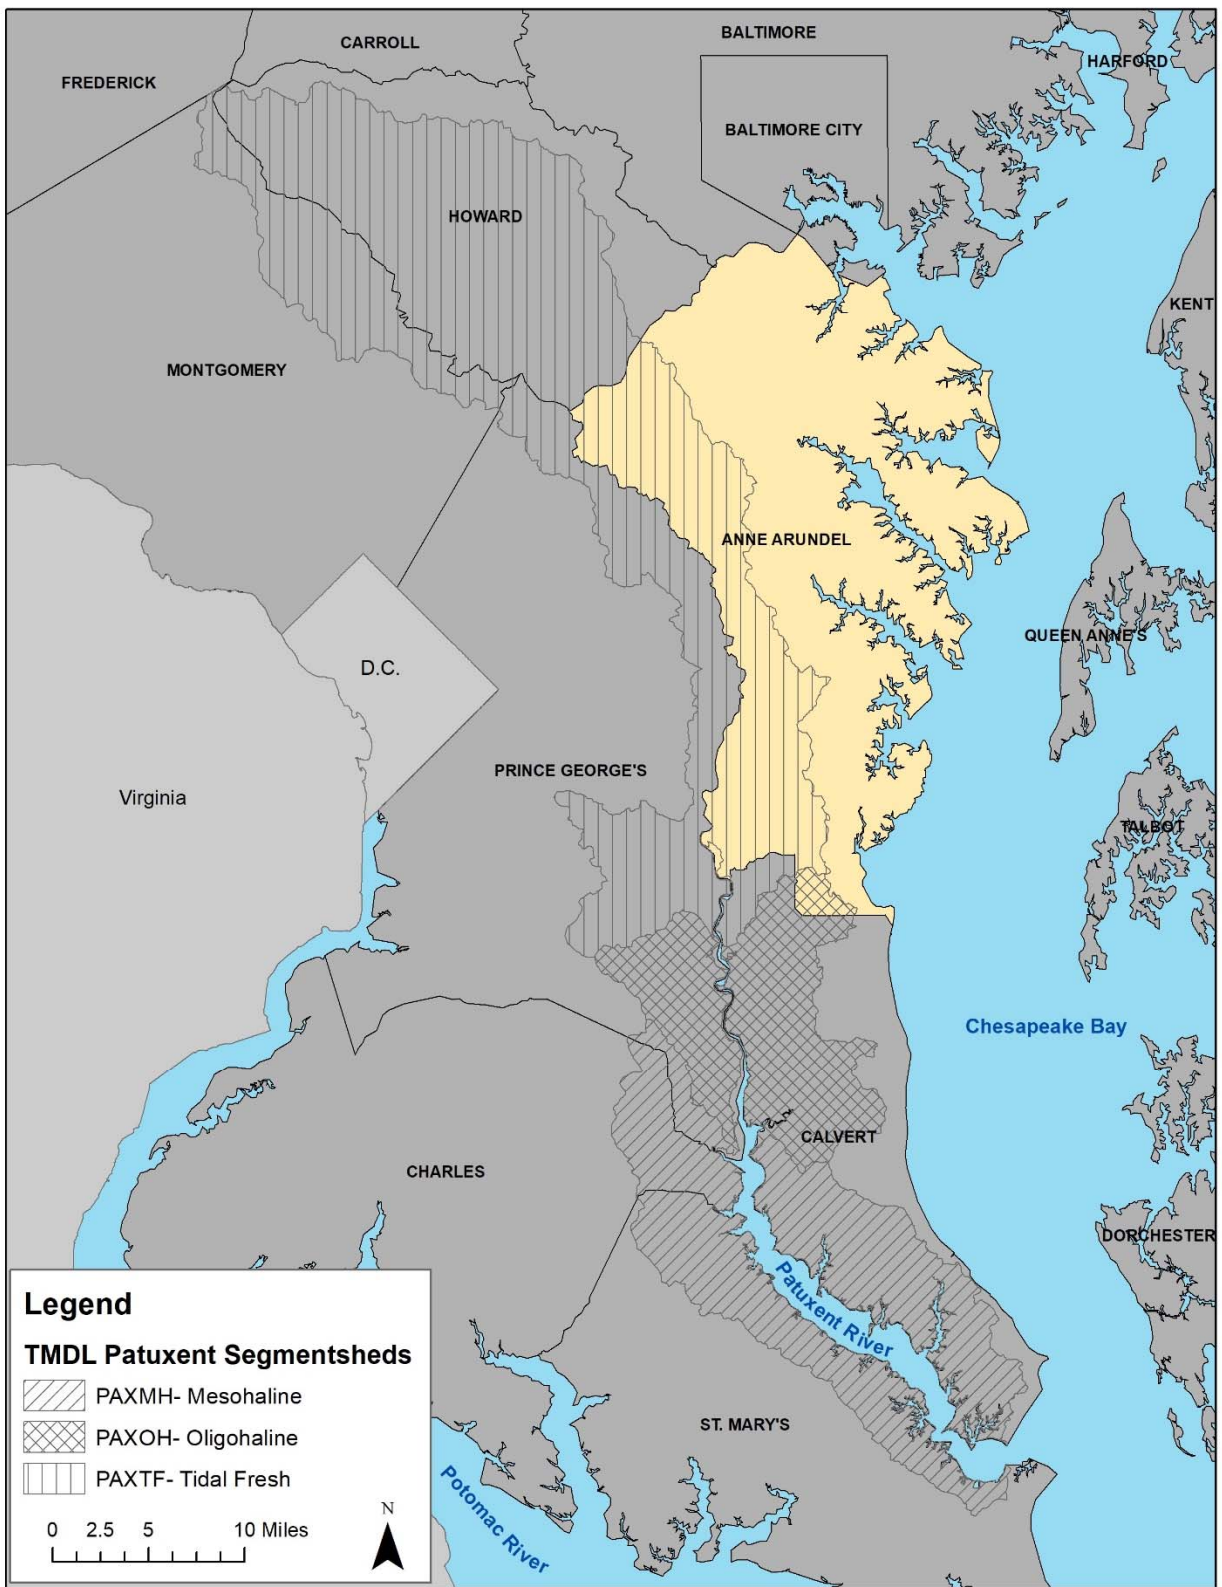 CARROLL
BALTIMORE
FREDERICK
HARFORD
BALTIMORE CITY
HOWARD
KENT
MONTGOMERY
ANNE ARUNDEL
QUEEN ANNE'S
D.C.
PRINCE GEORGE'S
Virginia
TALBOT
Chesapeake Bay
CALVERT
CHARLES
DORCHESTER
Patuxent River
ST. MARY'S
Potomac River
Legend
TMDL Patuxent Segmentsheds
PAXMH- Mesohaline
PAXOH- Oligohaline
PAXTF- Tidal Fresh
N
0 2.5 5 10 Miles